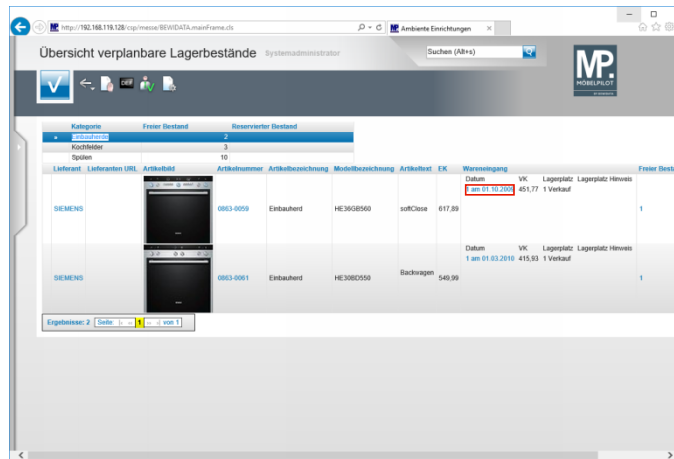 http://192.168.119.128/csp/messe/BEWIDATA.mainFrame.cls
Ambiente Einrichtungen
Übersicht verplanbare Lagerbestände Systemadministrator
Suchen (Alt+s)
MP.
MÖBELPILOT
Kategorie Freier Bestand Reservierter Bestand
Einbauherde 2
Kochfelder 3
Spülen 10
Lieferant Lieferanten URL Artikelbild Artikelnummer Artikelbezeichnung Modellbezeichnung Artikeltext EK Wareneingang Freier Best
Datum VK Lagerplatz Lagerplatz Hinweis
1 am 01.10.2009 451,77 1 Verkauf
SIEMENS 0863-0059 Einbauherd HE36GB560 softClose 617,89 1
Datum VK Lagerplatz Lagerplatz Hinweis
1 am 01.03.2010 415,93 1 Verkauf
SIEMENS 0863-0061 Einbauherd HE30BD550 Backwagen 549,99 1
Ergebnisse: 2 Seite: 1 von 1